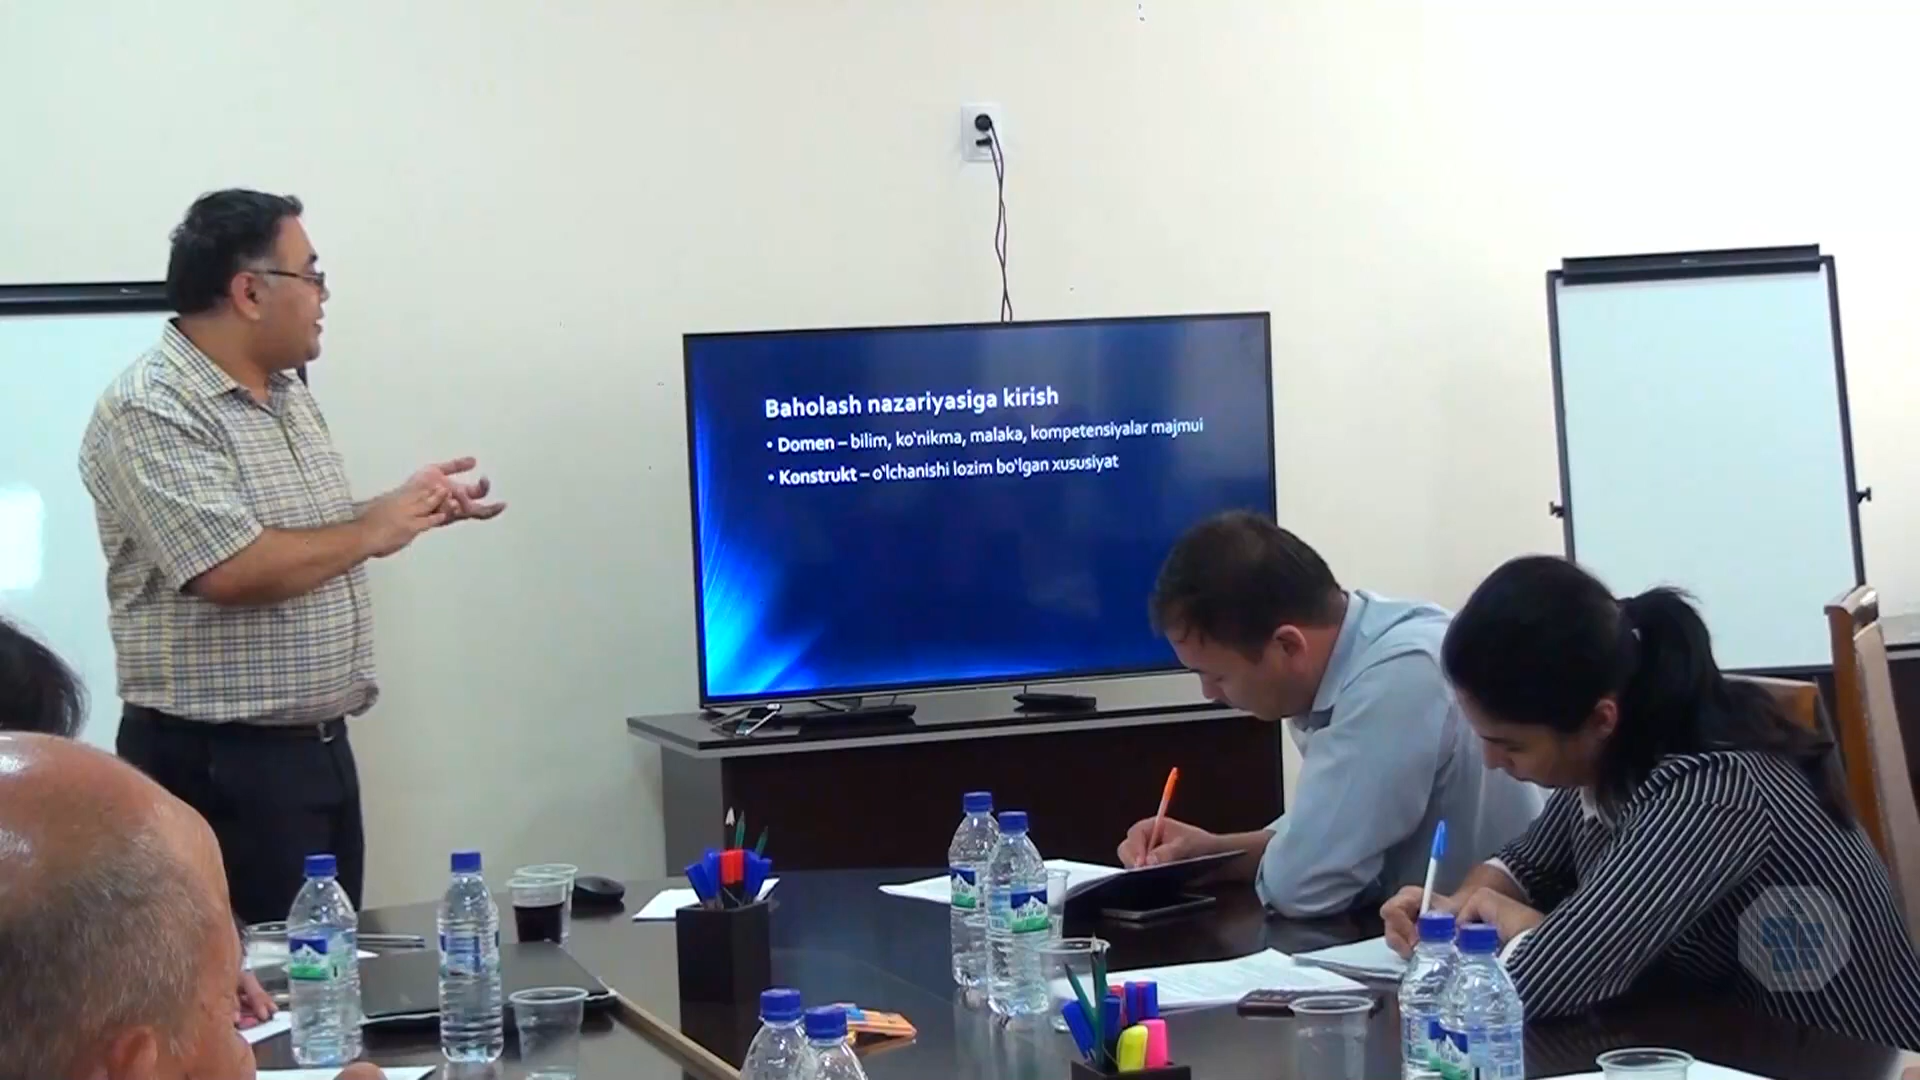 Baholash nazariyasiga kirish
• Domen – bilim, ko‘nikma, malaka, kompetensiyalar majmui
• Konstrukt – o‘lchanishi lozim bo‘lgan xususiyat